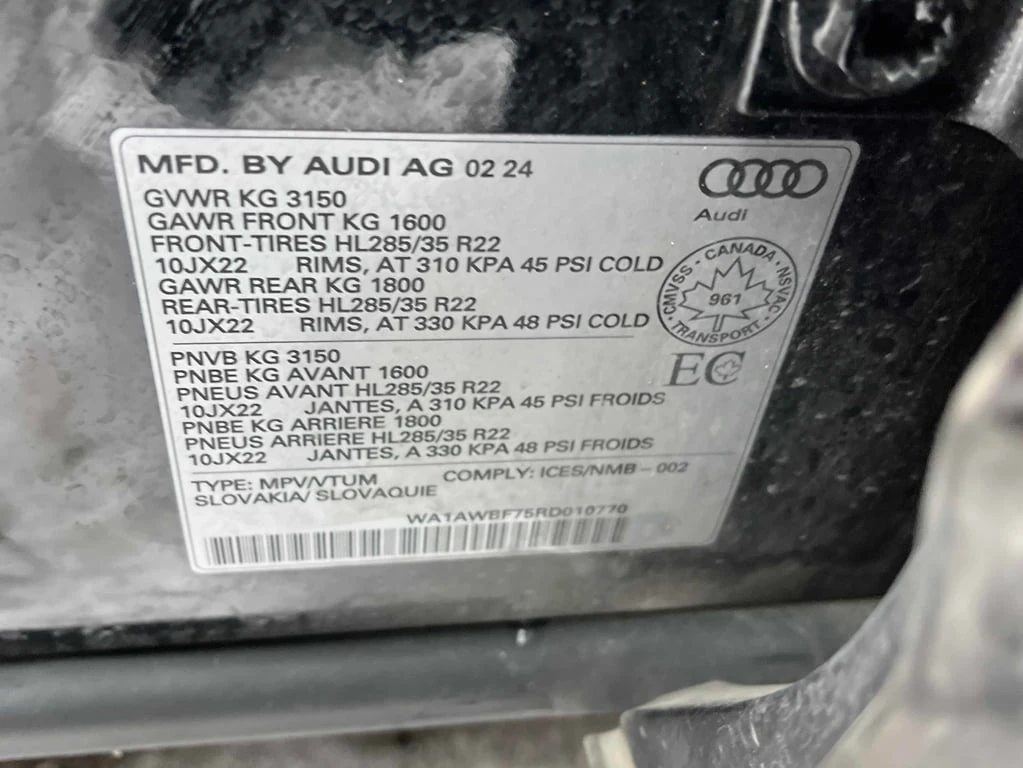 MFD. BY AUDI AG 02 24
Audi
GVWR KG 3150
GAWR FRONT KG 1600
FRONT-TIRES HL285/35 R22
10JX22 RIMS, AT 310 KPA 45 PSI COLD
GAWR REAR KG 1800
REAR-TIRES HL285/35 R22
10JX22 RIMS, AT 330 KPA 48 PSI COLD
CMVSS - CANADA - NSVAC
961
TRANSPORT
PNVB KG 3150
PNBE KG AVANT 1600
PNEUS AVANT HL285/35 R22
10JX22 JANTES, A 310 KPA 45 PSI FROIDS
PNBE KG ARRIERE 1800
PNEUS ARRIERE HL285/35 R22
10JX22 JANTES, A 330 KPA 48 PSI FROIDS
EC
TYPE: MPV/VTUM COMPLY: ICES/NMB-002
SLOVAKIA/ SLOVAQUIE
WA1AWBF75RD010770